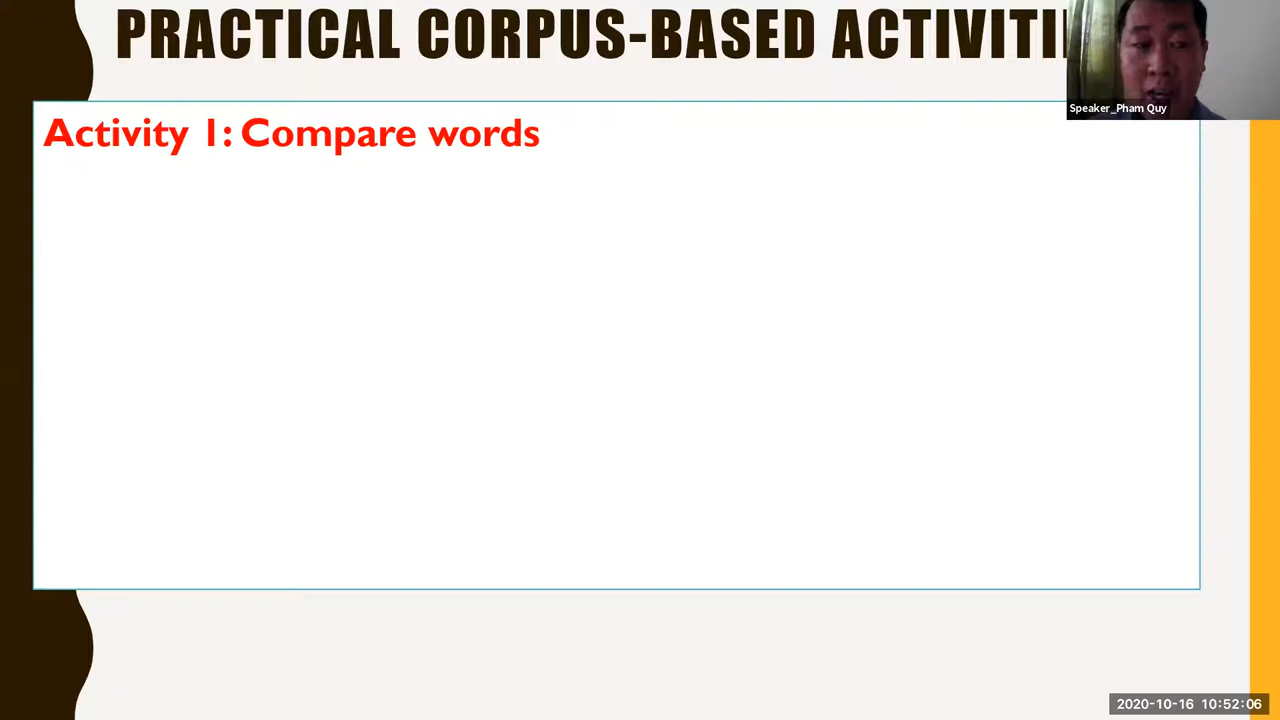 PRACTICAL CORPUS-BASED ACTIVITI
Speaker_Pham Quy
Activity 1: Compare words
2020-10-16 10:52:06